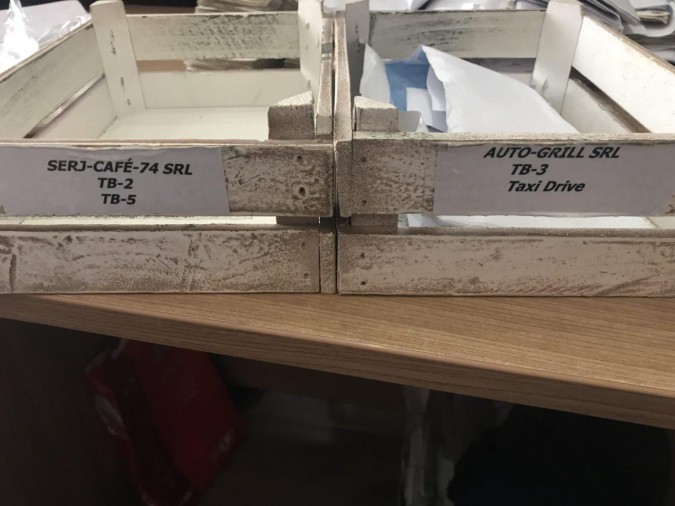 SERJ-CAFÉ-74 SRL
TB-2
TB-5
AUTO-GRILL SRL
TB-3
Taxi Drive